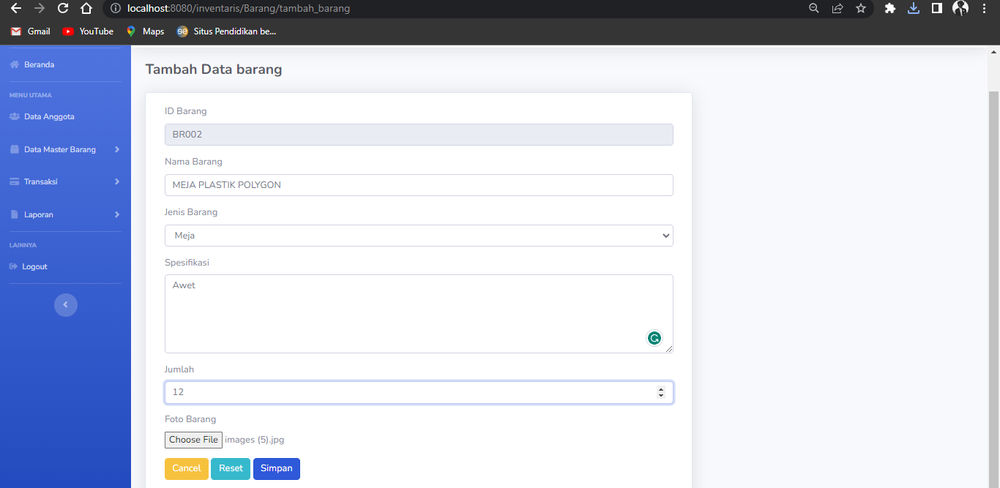 localhost:8080/inventaris/Barang/tambah_barang
Gmail YouTube Maps Situs Pendidikan be...
Beranda
MENU UTAMA
Data Anggota
Data Master Barang
Transaksi
Laporan
LAINNYA
Logout
Tambah Data barang
ID Barang
BR002
Nama Barang
MEJA PLASTIK POLYGON
Jenis Barang
Meja
Spesifikasi
Awet
Jumlah
12
Foto Barang
Choose File images (5).jpg
Cancel Reset Simpan